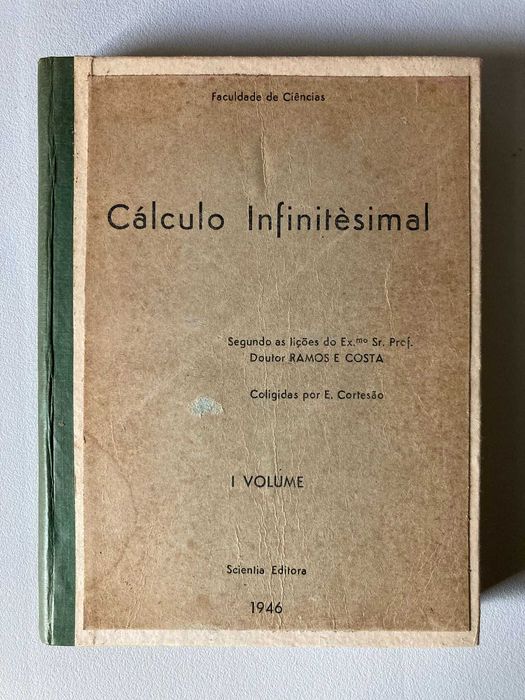 Faculdade de Ciências
Cálculo Infinitèsimal
Segundo as lições do Ex.mo Sr. Prof.
Doutor RAMOS E COSTA
Coligidas por E. Cortesão
I VOLUME
Scientia Editora
1946